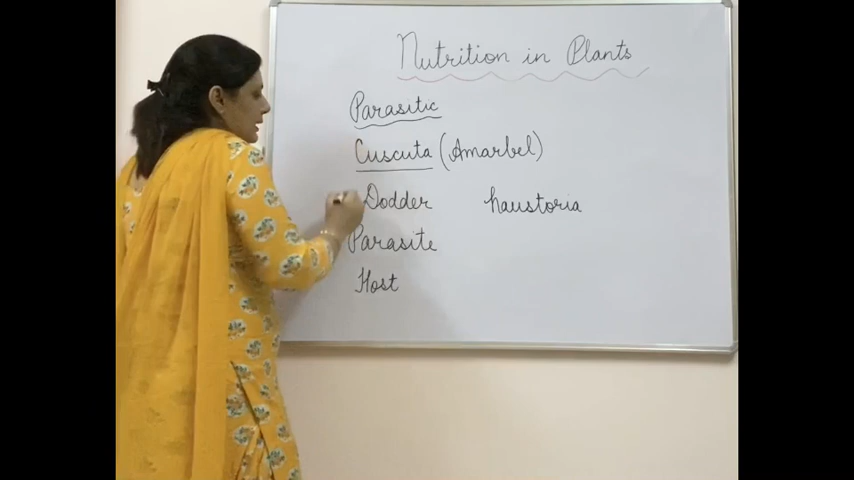 Nutrition in Plants
Parasitic
Cuscuta (Amarbel)
Dodder haustoria
Parasite
Host